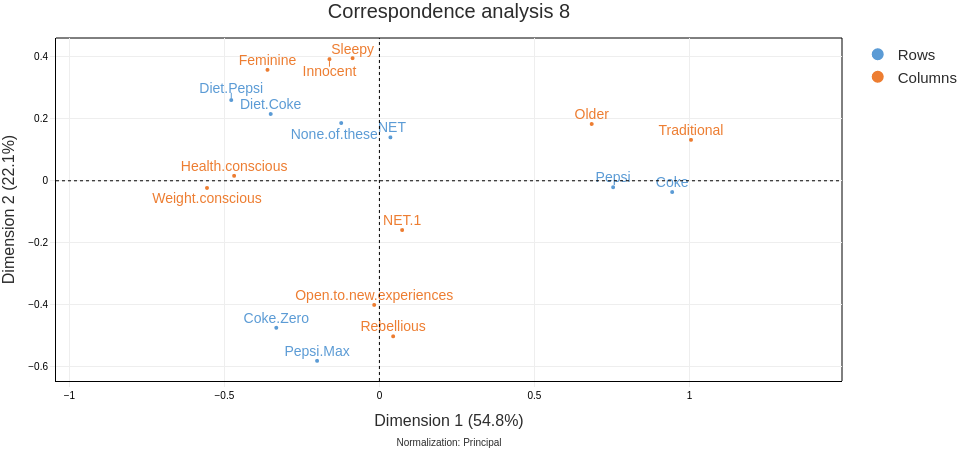 Correspondence analysis 8
Rows
Columns
Sleepy
Feminine
Innocent
Diet.Pepsi
Diet.Coke
None.of.these
NET
Older
Traditional
Health.conscious
Weight.conscious
Pepsi
Coke
NET.1
Open.to.new.experiences
Coke.Zero
Rebellious
Pepsi.Max
0.4
0.2
0
−0.2
−0.4
−0.6
Dimension 2 (22.1%)
−1
−0.5
0
0.5
1
Dimension 1 (54.8%)
Normalization: Principal